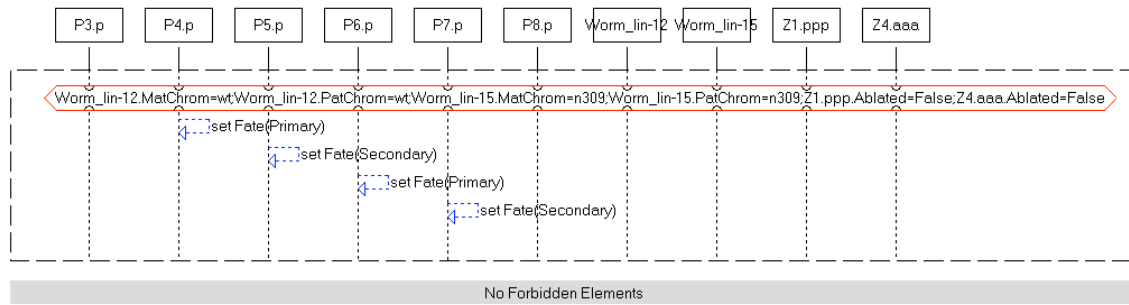 P3.p P4.p P5.p P6.p P7.p P8.p Worm_lin-12 Worm_lin-15 Z1.ppp Z4.aaa
Worm_lin-12.MatChrom=wt;Worm_lin-12.PatChrom=wt;Worm_lin-15.MatChrom=n309;Worm_lin-15.PatChrom=n309;Z1.ppp.Ablated=False;Z4.aaa.Ablated=False
set Fate(Primary)
set Fate(Secondary)
set Fate(Primary)
set Fate(Secondary)
No Forbidden Elements